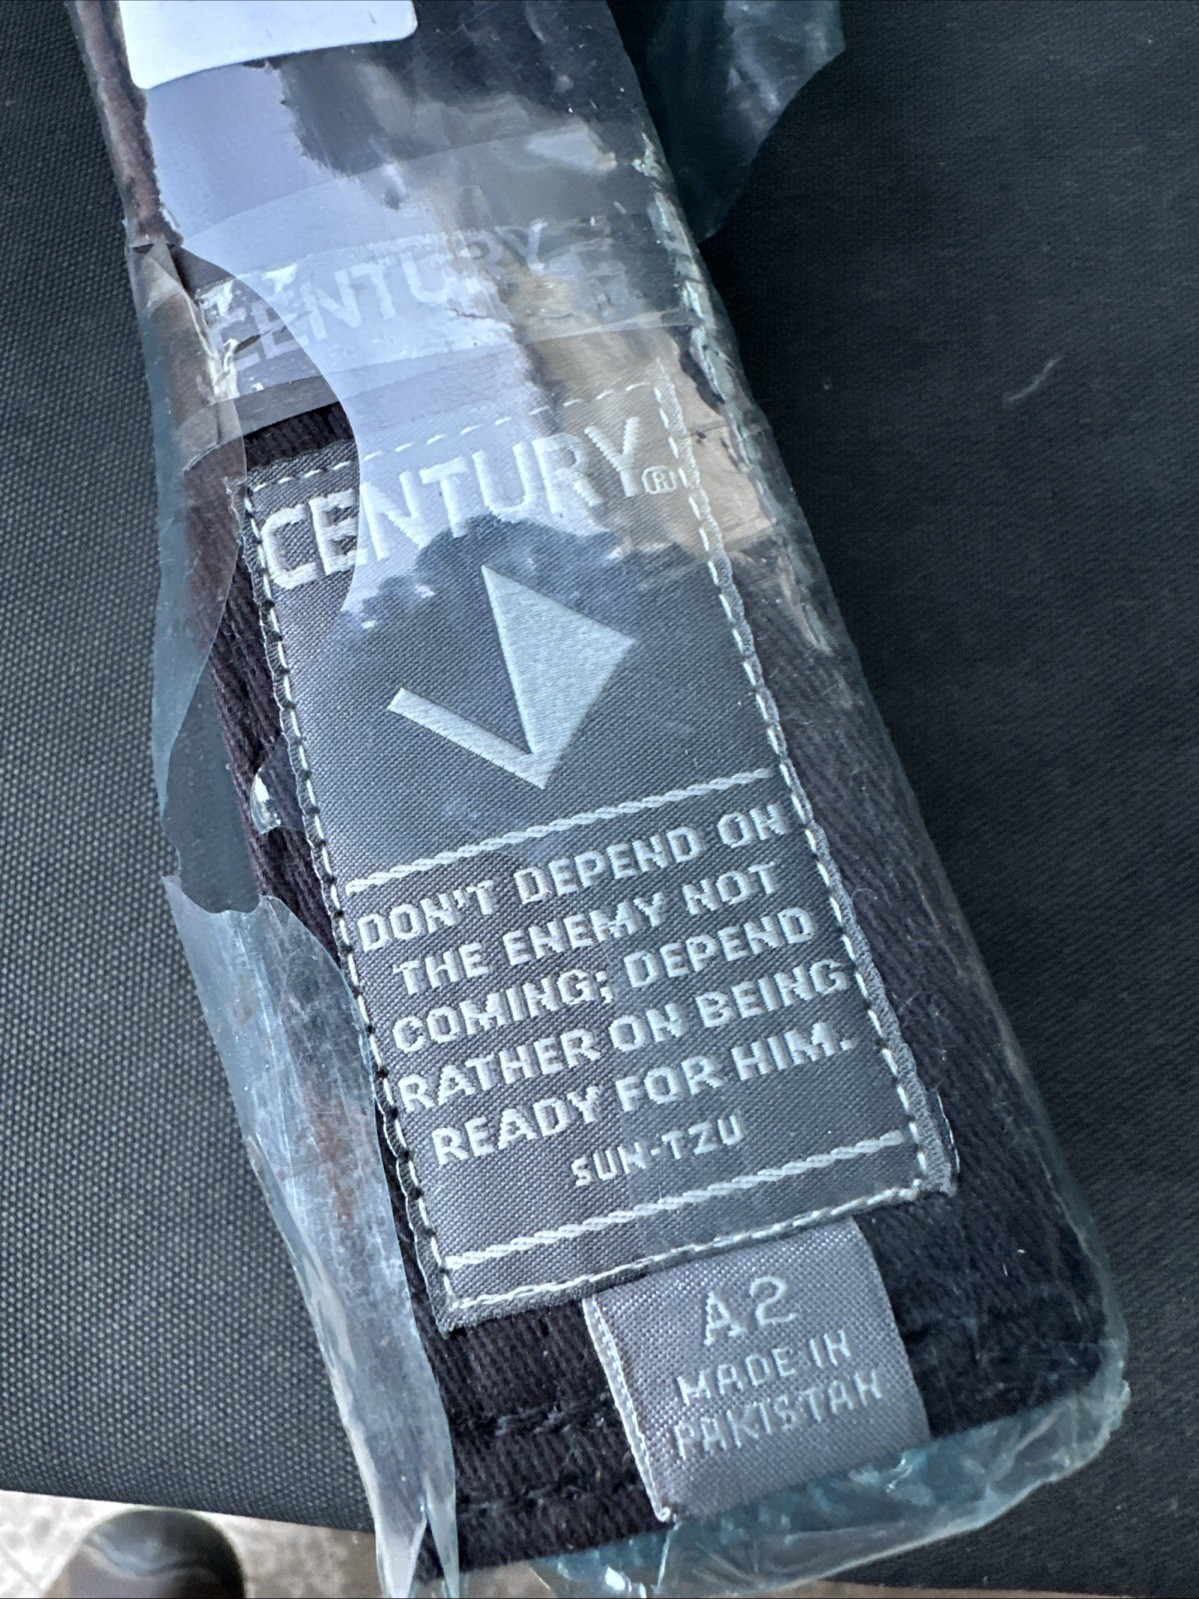 CENTURY
CENTURY®
DON'T DEPEND ON
THE ENEMY NOT
COMING; DEPEND
RATHER ON BEING
READY FOR HIM.
SUN-TZU
A2
MADE IN
PAKISTAN